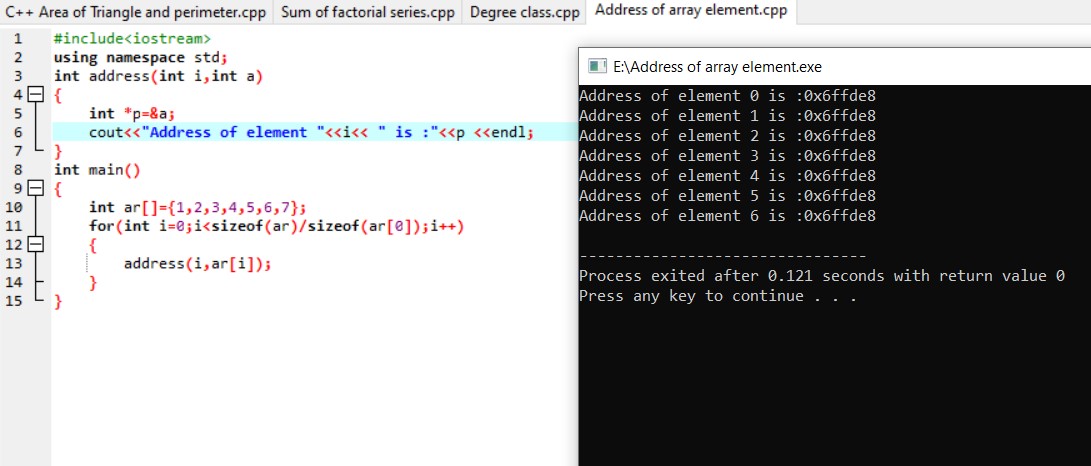 C++ Area of Triangle and perimeter.cpp Sum of factorial series.cpp Degree class.cpp Address of array element.cpp
1 #include<iostream>
2 using namespace std;
3 int address(int i,int a)
4 {
5 int *p=&a;
6 cout<<"Address of element "<<i<< " is :"<<p <<endl;
7 }
8 int main()
9 {
10 int ar[]={1,2,3,4,5,6,7};
11 for(int i=0;i<sizeof(ar)/sizeof(ar[0]);i++)
12 {
13 address(i,ar[i]);
14 }
15 }
E:\Address of array element.exe
Address of element 0 is :0x6ffde8
Address of element 1 is :0x6ffde8
Address of element 2 is :0x6ffde8
Address of element 3 is :0x6ffde8
Address of element 4 is :0x6ffde8
Address of element 5 is :0x6ffde8
Address of element 6 is :0x6ffde8
--------------------------------
Process exited after 0.121 seconds with return value 0
Press any key to continue . . .